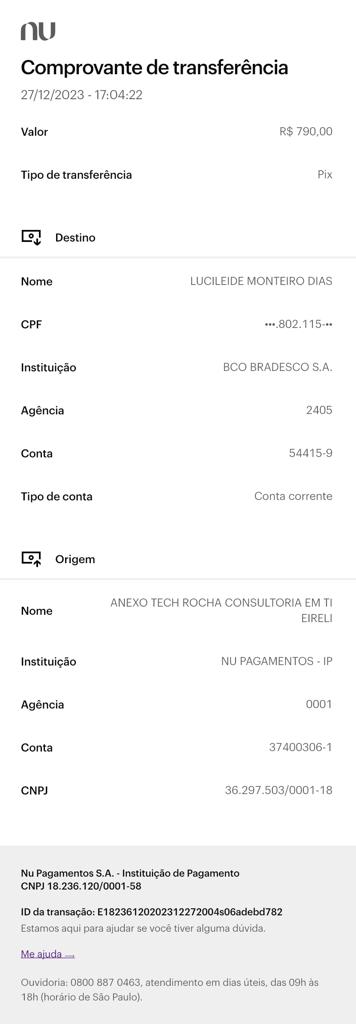 nu
Comprovante de transferência
27/12/2023 - 17:04:22
Valor R$ 790,00
Tipo de transferência Pix
Destino
Nome LUCILEIDE MONTEIRO DIAS
CPF •••.802.115-••
Instituição BCO BRADESCO S.A.
Agência 2405
Conta 54415-9
Tipo de conta Conta corrente
Origem
Nome ANEXO TECH ROCHA CONSULTORIA EM TI
EIRELI
Instituição NU PAGAMENTOS - IP
Agência 0001
Conta 37400306-1
CNPJ 36.297.503/0001-18
Nu Pagamentos S.A. - Instituição de Pagamento
CNPJ 18.236.120/0001-58
ID da transação: E18236120202312272004s06adebd782
Estamos aqui para ajudar se você tiver alguma dúvida.
Me ajuda
Ouvidoria: 0800 887 0463, atendimento em dias úteis, das 09h às
18h (horário de São Paulo).